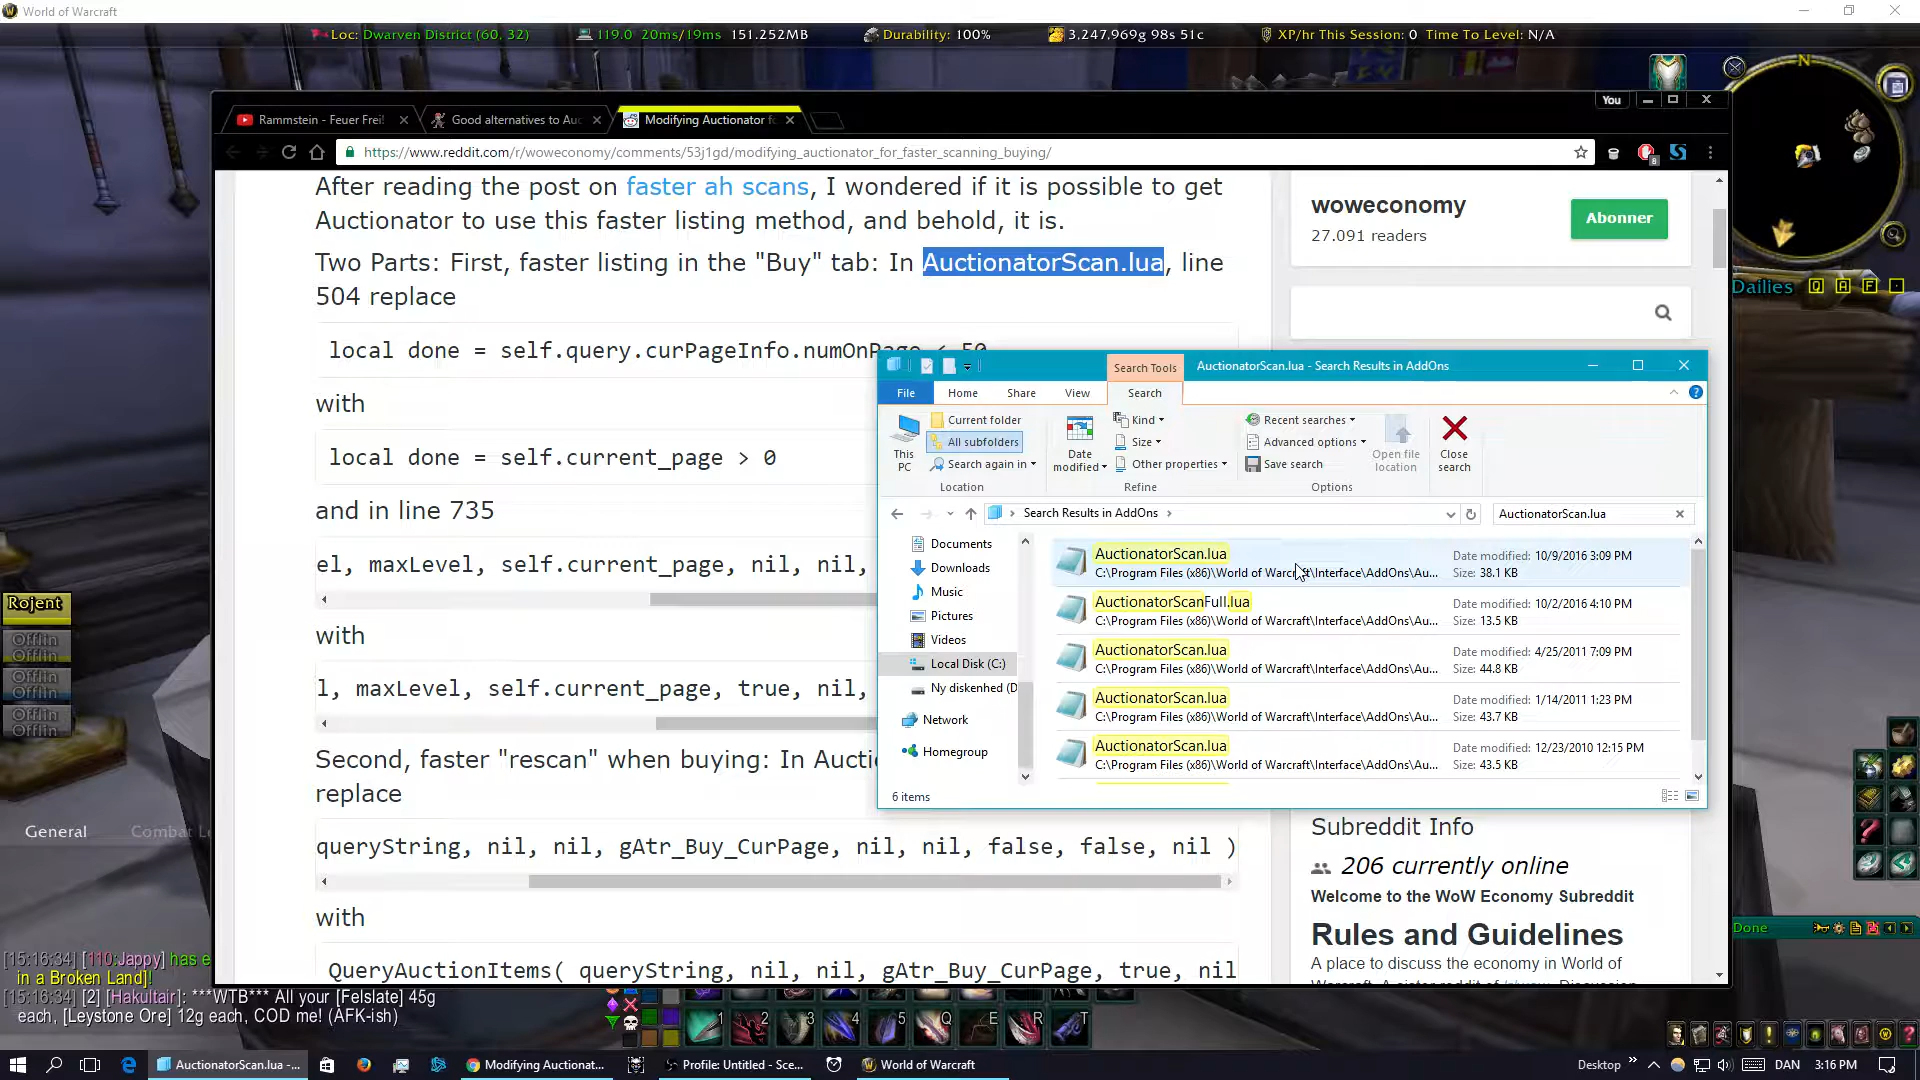 World of Warcraft
Loc: Dwarven District (60, 32)
119.0 20ms/19ms 151.252MB
Durability: 100%
3,247,969g 98s 51c
XP/hr This Session: 0 Time To Level: N/A
N
You
Rammstein - Feuer Frei!
Good alternatives to Auc
Modifying Auctionator fo
https://www.reddit.com/r/woweconomy/comments/53j1gd/modifying_auctionator_for_faster_scanning_buying/
8
After reading the post on faster ah scans, I wondered if it is possible to get
Auctionator to use this faster listing method, and behold, it is.
Two Parts: First, faster listing in the "Buy" tab: In AuctionatorScan.lua, line
504 replace
local done = self.query.curPageInfo.numOnPage < 50
with
local done = self.current_page > 0
and in line 735
el, maxLevel, self.current_page, nil, nil,
with
l, maxLevel, self.current_page, true, nil,
Second, faster "rescan" when buying: In Aucti
replace
queryString, nil, nil, gAtr_Buy_CurPage, nil, nil, false, false, nil )
with
QueryAuctionItems( queryString, nil, nil, gAtr_Buy_CurPage, true, nil
woweconomy
27.091 readers
Abonner
Dailies
Q A F
Search Tools
AuctionatorScan.lua - Search Results in AddOns
File
Home
Share
View
Search
This
PC
Current folder
All subfolders
Search again in
Location
Date
modified
Kind
Size
Other properties
Refine
Recent searches
Advanced options
Save search
Options
Open file
location
Close
search
Search Results in AddOns
AuctionatorScan.lua
Documents
Downloads
Music
Pictures
Videos
Local Disk (C:)
Ny diskenhed (D
Network
Homegroup
AuctionatorScan.lua
C:\Program Files (x86)\World of Warcraft\Interface\AddOns\Au...
Date modified: 10/9/2016 3:09 PM
Size: 38.1 KB
AuctionatorScanFull.lua
C:\Program Files (x86)\World of Warcraft\Interface\AddOns\Au...
Date modified: 10/2/2016 4:10 PM
Size: 13.5 KB
AuctionatorScan.lua
C:\Program Files (x86)\World of Warcraft\Interface\AddOns\Au...
Date modified: 4/25/2011 7:09 PM
Size: 44.8 KB
AuctionatorScan.lua
C:\Program Files (x86)\World of Warcraft\Interface\AddOns\Au...
Date modified: 1/14/2011 1:23 PM
Size: 43.7 KB
AuctionatorScan.lua
C:\Program Files (x86)\World of Warcraft\Interface\AddOns\Au...
Date modified: 12/23/2010 12:15 PM
Size: 43.5 KB
6 items
Subreddit Info
206 currently online
Welcome to the WoW Economy Subreddit
Rules and Guidelines
A place to discuss the economy in World of
Done
Rojent
Offlin
Offlin
Offlin
Offlin
Offlin
Offlin
General
Combat Lo
[15:16:34] [110:Jappy] has e
in a Broken Land]!
[15:16:34] [2] [Hakultair]: ***WTB*** All your [Felslate] 45g
each, [Leystone Ore] 12g each, COD me! (AFK-ish)
1 2 3 4 5 Q E R T
AuctionatorScan.lua -...
Modifying Auctionat...
Profile: Untitled - Sce...
World of Warcraft
Desktop
DAN
3:16 PM